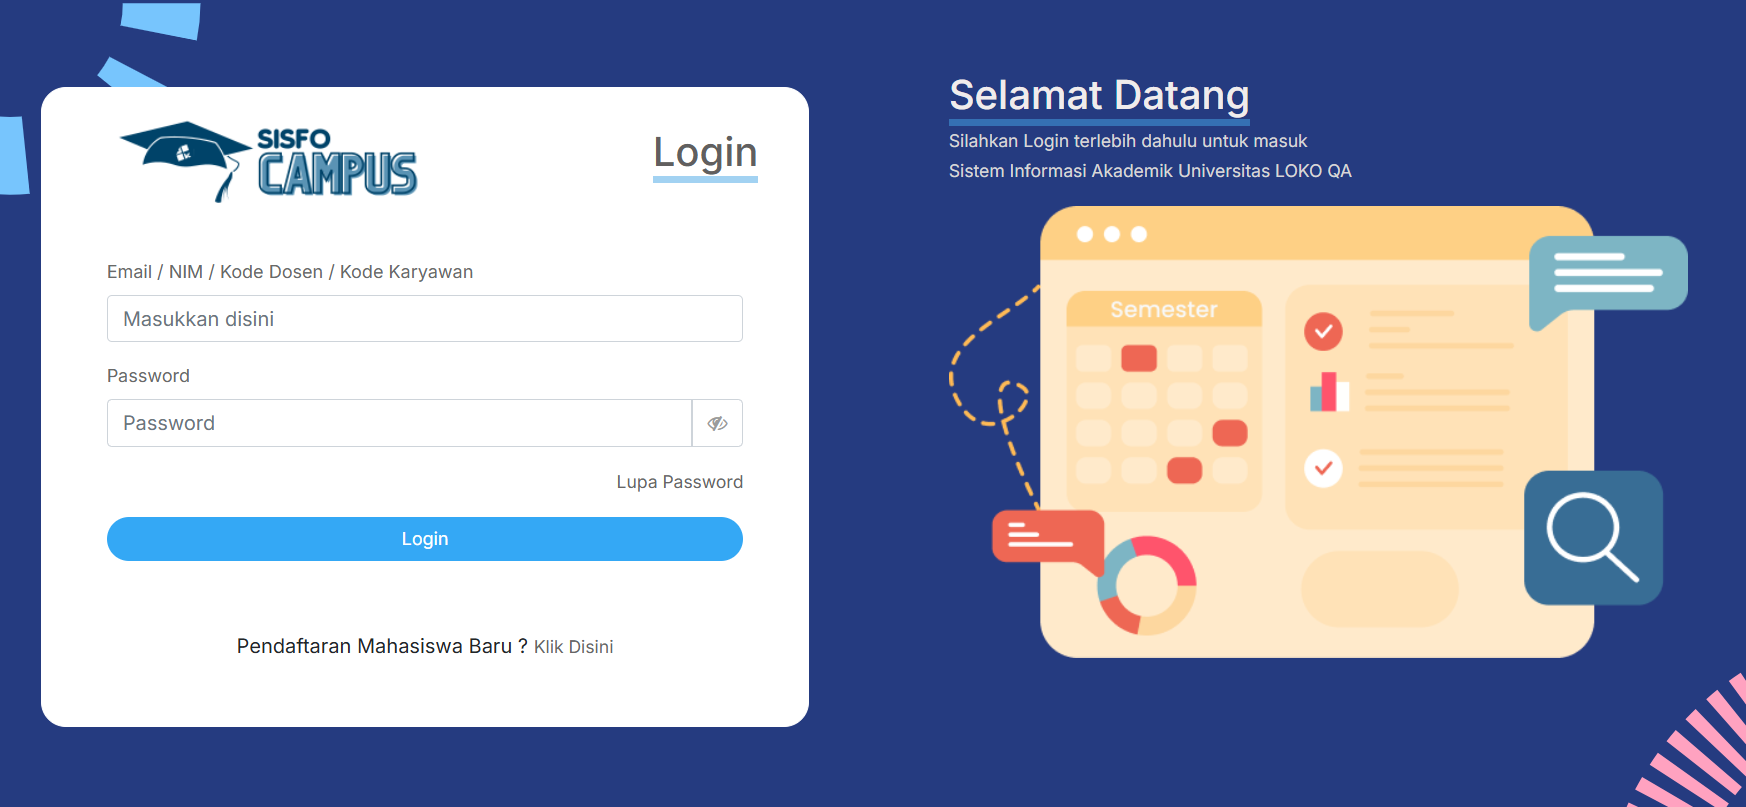 SISFO
CAMPUS
Login
Email / NIM / Kode Dosen / Kode Karyawan
Masukkan disini
Password
Password
Lupa Password
Login
Pendaftaran Mahasiswa Baru ? Klik Disini
Selamat Datang
Silahkan Login terlebih dahulu untuk masuk
Sistem Informasi Akademik Universitas LOKO QA
Semester